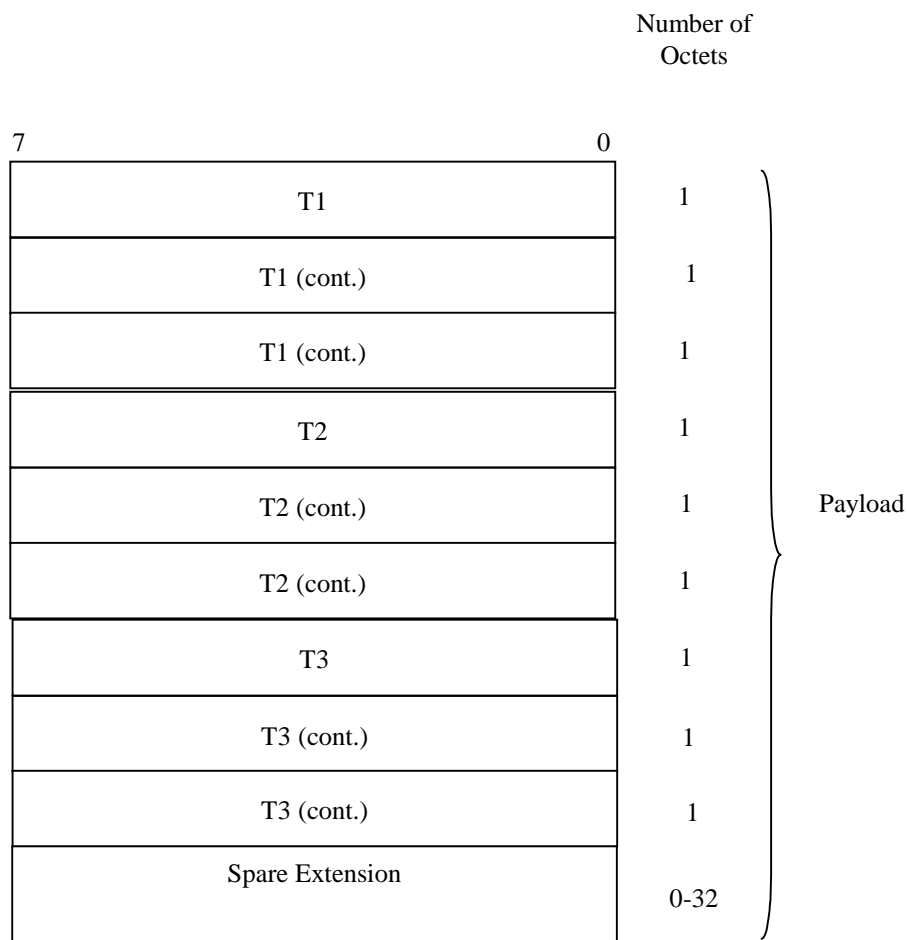 Number of
Octets
7 0
T1 1
T1 (cont.) 1
T1 (cont.) 1
T2 1
T2 (cont.) 1
Payload
T2 (cont.) 1
T3 1
T3 (cont.) 1
T3 (cont.) 1
Spare Extension
0-32